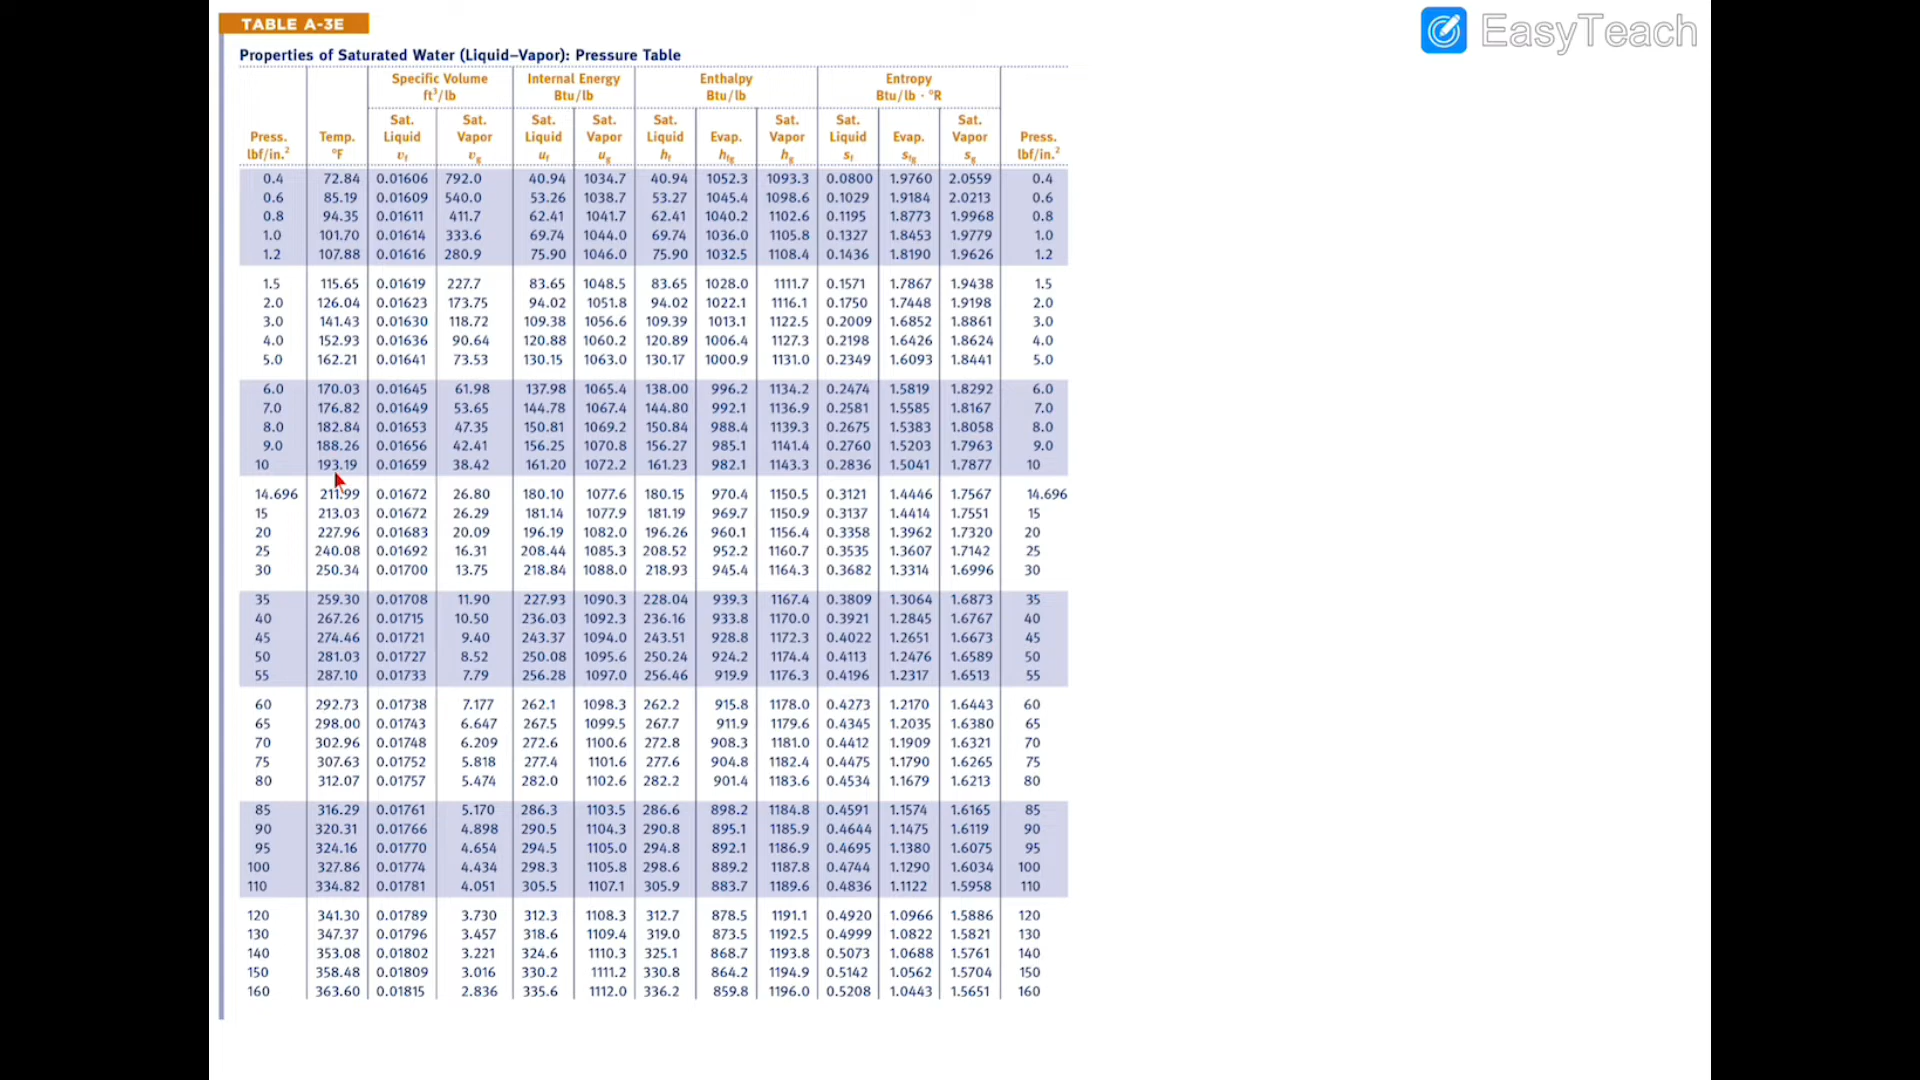 TABLE A-3E
EasyTeach
Properties of Saturated Water (Liquid–Vapor): Pressure Table
Specific Volume Internal Energy Enthalpy Entropy
ft³/lb Btu/lb Btu/lb Btu/lb · °R
Sat. Sat. Sat. Sat. Sat. Sat. Sat. Sat.
Press. Temp. Liquid Vapor Liquid Vapor Liquid Evap. Vapor Liquid Evap. Vapor Press.
lbf/in.² °F vf vg uf ug hf hfg hg sf sfg sg lbf/in.²
0.4 72.84 0.01606 792.0 40.94 1034.7 40.94 1052.3 1093.3 0.0800 1.9760 2.0559 0.4
0.6 85.19 0.01609 540.0 53.26 1038.7 53.27 1045.4 1098.6 0.1029 1.9184 2.0213 0.6
0.8 94.35 0.01611 411.7 62.41 1041.7 62.41 1040.2 1102.6 0.1195 1.8773 1.9968 0.8
1.0 101.70 0.01614 333.6 69.74 1044.0 69.74 1036.0 1105.8 0.1327 1.8453 1.9779 1.0
1.2 107.88 0.01616 280.9 75.90 1046.0 75.90 1032.5 1108.4 0.1436 1.8190 1.9626 1.2
1.5 115.65 0.01619 227.7 83.65 1048.5 83.65 1028.0 1111.7 0.1571 1.7867 1.9438 1.5
2.0 126.04 0.01623 173.75 94.02 1051.8 94.02 1022.1 1116.1 0.1750 1.7448 1.9198 2.0
3.0 141.43 0.01630 118.72 109.38 1056.6 109.39 1013.1 1122.5 0.2009 1.6852 1.8861 3.0
4.0 152.93 0.01636 90.64 120.88 1060.2 120.89 1006.4 1127.3 0.2198 1.6426 1.8624 4.0
5.0 162.21 0.01641 73.53 130.15 1063.0 130.17 1000.9 1131.0 0.2349 1.6093 1.8441 5.0
6.0 170.03 0.01645 61.98 137.98 1065.4 138.00 996.2 1134.2 0.2474 1.5819 1.8292 6.0
7.0 176.82 0.01649 53.65 144.78 1067.4 144.80 992.1 1136.9 0.2581 1.5585 1.8167 7.0
8.0 182.84 0.01653 47.35 150.81 1069.2 150.84 988.4 1139.3 0.2675 1.5383 1.8058 8.0
9.0 188.26 0.01656 42.41 156.25 1070.8 156.27 985.1 1141.4 0.2760 1.5203 1.7963 9.0
10 193.19 0.01659 38.42 161.20 1072.2 161.23 982.1 1143.3 0.2836 1.5041 1.7877 10
14.696 211.99 0.01672 26.80 180.10 1077.6 180.15 970.4 1150.5 0.3121 1.4446 1.7567 14.696
15 213.03 0.01672 26.29 181.14 1077.9 181.19 969.7 1150.9 0.3137 1.4414 1.7551 15
20 227.96 0.01683 20.09 196.19 1082.0 196.26 960.1 1156.4 0.3358 1.3962 1.7320 20
25 240.08 0.01692 16.31 208.44 1085.3 208.52 952.2 1160.7 0.3535 1.3607 1.7142 25
30 250.34 0.01700 13.75 218.84 1088.0 218.93 945.4 1164.3 0.3682 1.3314 1.6996 30
35 259.30 0.01708 11.90 227.93 1090.3 228.04 939.3 1167.4 0.3809 1.3064 1.6873 35
40 267.26 0.01715 10.50 236.03 1092.3 236.16 933.8 1170.0 0.3921 1.2845 1.6767 40
45 274.46 0.01721 9.40 243.37 1094.0 243.51 928.8 1172.3 0.4022 1.2651 1.6673 45
50 281.03 0.01727 8.52 250.08 1095.6 250.24 924.2 1174.4 0.4113 1.2476 1.6589 50
55 287.10 0.01733 7.79 256.28 1097.0 256.46 919.9 1176.3 0.4196 1.2317 1.6513 55
60 292.73 0.01738 7.177 262.1 1098.3 262.2 915.8 1178.0 0.4273 1.2170 1.6443 60
65 298.00 0.01743 6.647 267.5 1099.5 267.7 911.9 1179.6 0.4345 1.2035 1.6380 65
70 302.96 0.01748 6.209 272.6 1100.6 272.8 908.3 1181.0 0.4412 1.1909 1.6321 70
75 307.63 0.01752 5.818 277.4 1101.6 277.6 904.8 1182.4 0.4475 1.1790 1.6265 75
80 312.07 0.01757 5.474 282.0 1102.6 282.2 901.4 1183.6 0.4534 1.1679 1.6213 80
85 316.29 0.01761 5.170 286.3 1103.5 286.6 898.2 1184.8 0.4591 1.1574 1.6165 85
90 320.31 0.01766 4.898 290.5 1104.3 290.8 895.1 1185.9 0.4644 1.1475 1.6119 90
95 324.16 0.01770 4.654 294.5 1105.0 294.8 892.1 1186.9 0.4695 1.1380 1.6075 95
100 327.86 0.01774 4.434 298.3 1105.8 298.6 889.2 1187.8 0.4744 1.1290 1.6034 100
110 334.82 0.01781 4.051 305.5 1107.1 305.9 883.7 1189.6 0.4836 1.1122 1.5958 110
120 341.30 0.01789 3.730 312.3 1108.3 312.7 878.5 1191.1 0.4920 1.0966 1.5886 120
130 347.37 0.01796 3.457 318.6 1109.4 319.0 873.5 1192.5 0.4999 1.0822 1.5821 130
140 353.08 0.01802 3.221 324.6 1110.3 325.1 868.7 1193.8 0.5073 1.0688 1.5761 140
150 358.48 0.01809 3.016 330.2 1111.2 330.8 864.2 1194.9 0.5142 1.0562 1.5704 150
160 363.60 0.01815 2.836 335.6 1112.0 336.2 859.8 1196.0 0.5208 1.0443 1.5651 160